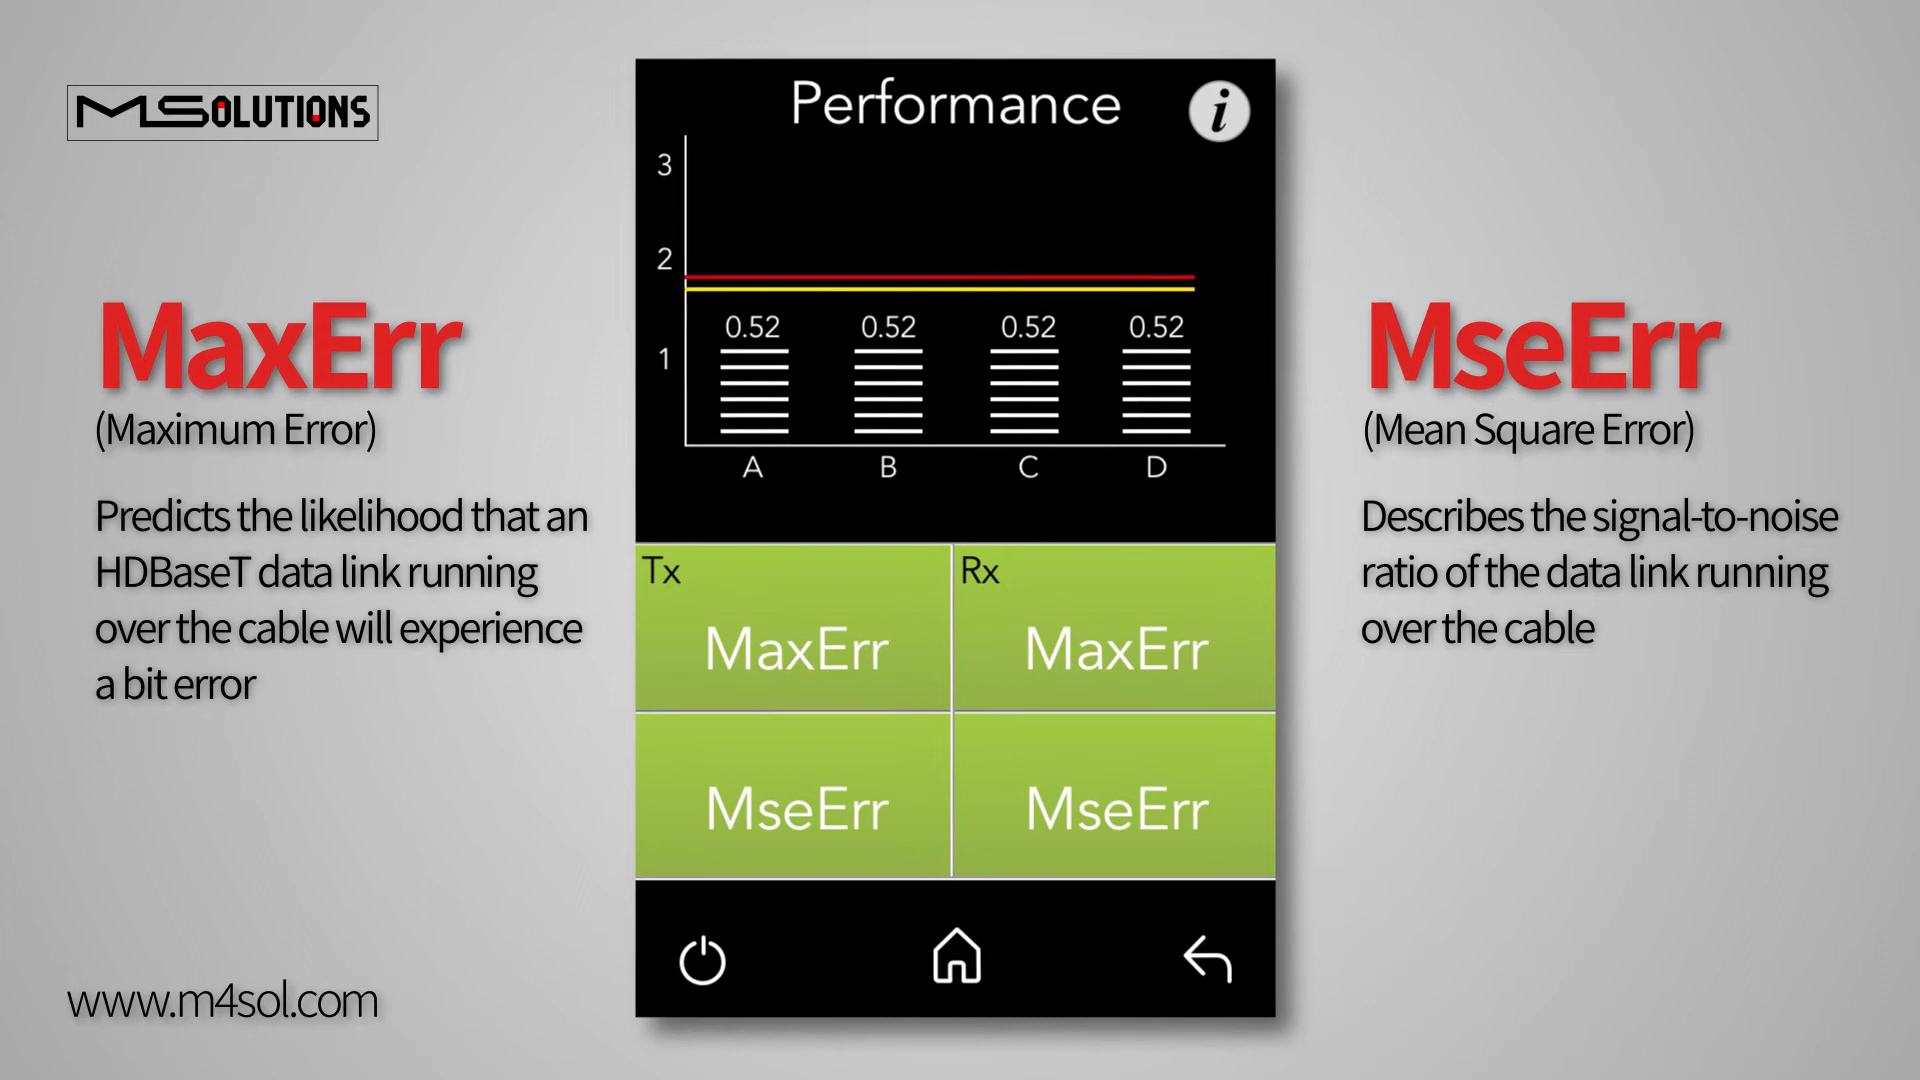 MSOLUTIONS
Performance
i
3
2
1
0.52 0.52 0.52 0.52
A B C D
MaxErr
(Maximum Error)
Predicts the likelihood that an
HDBaseT data link running
over the cable will experience
a bit error
Tx
MaxErr
Rx
MaxErr
MseErr
MseErr
MseErr
(Mean Square Error)
Describes the signal-to-noise
ratio of the data link running
over the cable
www.m4sol.com